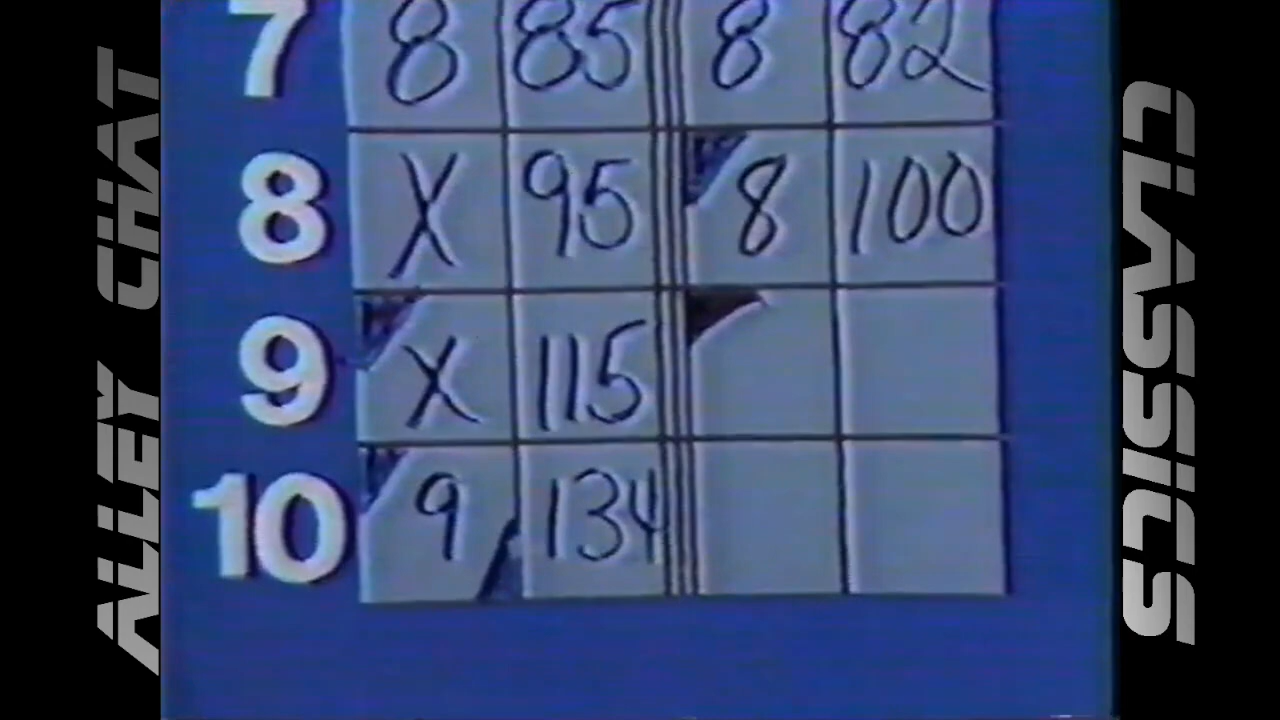 ALLEY CHAT
7 8 85 8 82
8 X 95 8 100
9 X 115
10 9 134
CLASSICS